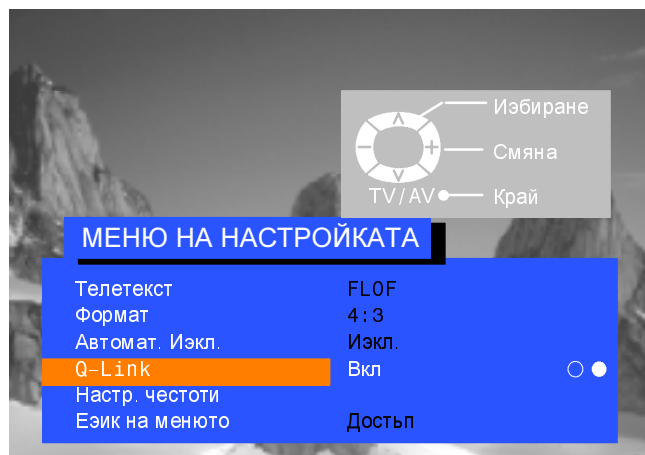 Иэбиране
Смяна
TV/AV Край
МЕНЮ НА НАСТРОЙКАТА
Телетекст FLOF
Формат 4:3
Автомат. Иэкл. Иэкл.
Q-Link Вкл
Настр. честоти
Еэик на менюто Достьп